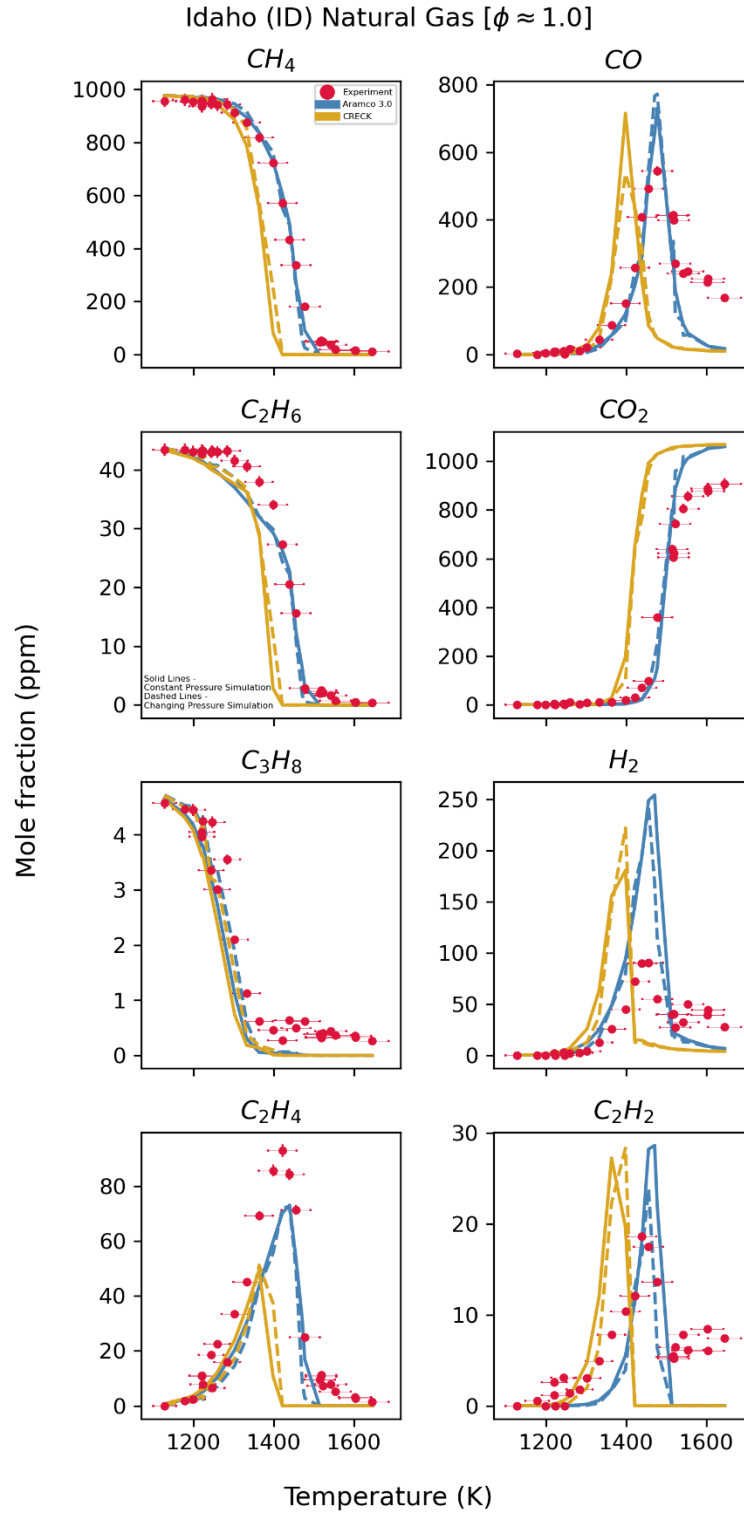 Idaho (ID) Natural Gas [ϕ ≈ 1.0]
CH₄
CO
1000
800
600
400
200
0
Experiment
Aramco 3.0
CRECK
800
600
400
200
0
C₂H₆
CO₂
40
30
20
10
0
Solid Lines -
Constant Pressure Simulation
Dashed Lines -
Changing Pressure Simulation
1000
800
600
400
200
0
C₃H₈
H₂
4
3
2
1
0
250
200
150
100
50
0
C₂H₄
C₂H₂
80
60
40
20
0
30
20
10
0
1200 1400 1600
1200 1400 1600
Mole fraction (ppm)
Temperature (K)